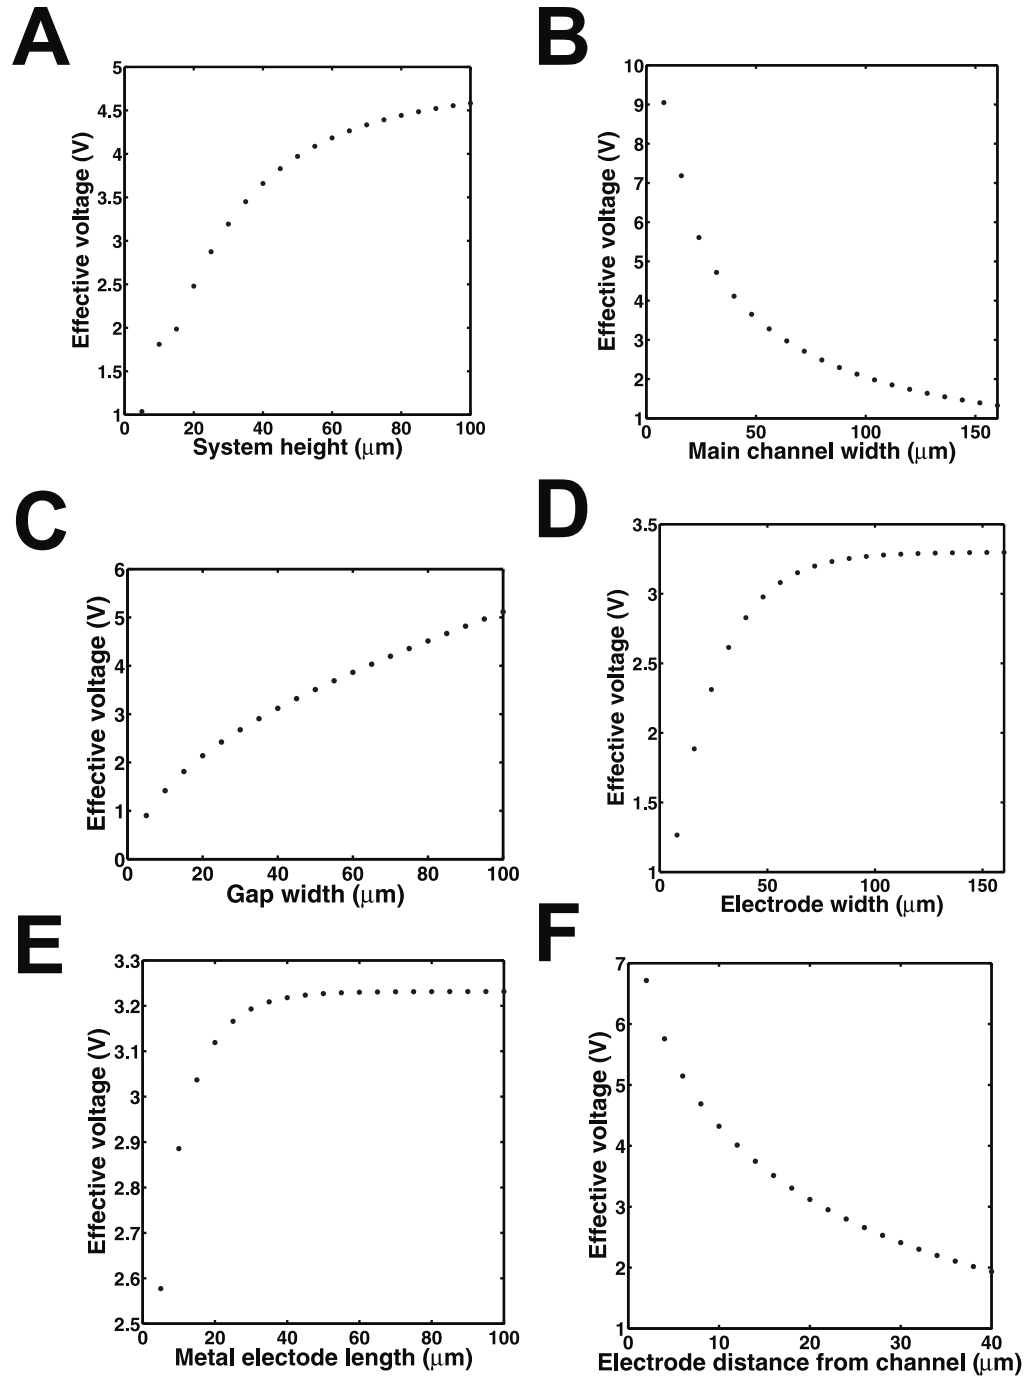 A
5
4.5
4
3.5
3
2.5
2
1.5
1
0 20 40 60 80 100
Effective voltage (V)
System height (μm)
B
10
9
8
7
6
5
4
3
2
1
0 50 100 150
Effective voltage (V)
Main channel width (μm)
C
6
5
4
3
2
1
0
0 20 40 60 80 100
Effective voltage (V)
Gap width (μm)
D
3.5
3
2.5
2
1.5
1
0 50 100 150
Effective voltage (V)
Electrode width (μm)
E
3.3
3.2
3.1
3
2.9
2.8
2.7
2.6
2.5
0 20 40 60 80 100
Effective voltage (V)
Metal electode length (μm)
F
7
6
5
4
3
2
1
0 10 20 30 40
Effective voltage (V)
Electrode distance from channel (μm)